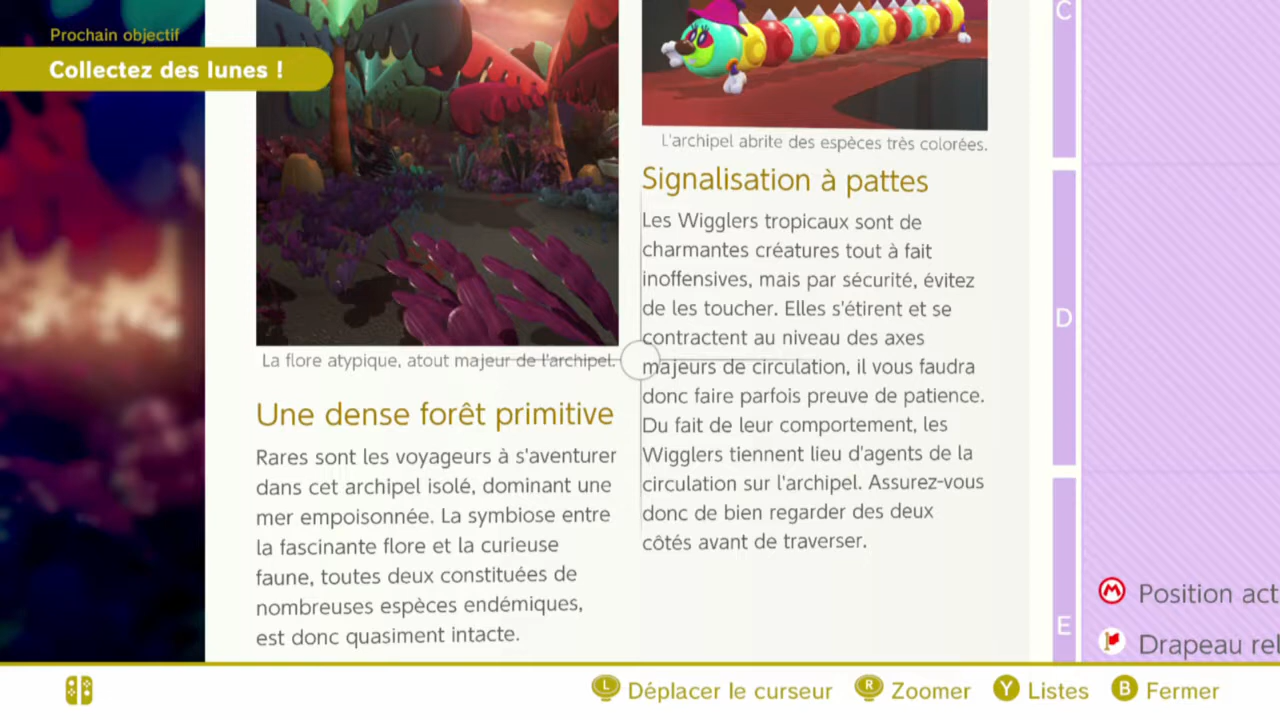 Prochain objectif
Collectez des lunes !
La flore atypique, atout majeur de l'archipel.
Une dense forêt primitive
Rares sont les voyageurs à s'aventurer
dans cet archipel isolé, dominant une
mer empoisonnée. La symbiose entre
la fascinante flore et la curieuse
faune, toutes deux constituées de
nombreuses espèces endémiques,
est donc quasiment intacte.
L'archipel abrite des espèces très colorées.
Signalisation à pattes
Les Wigglers tropicaux sont de
charmantes créatures tout à fait
inoffensives, mais par sécurité, évitez
de les toucher. Elles s'étirent et se
contractent au niveau des axes
majeurs de circulation, il vous faudra
donc faire parfois preuve de patience.
Du fait de leur comportement, les
Wigglers tiennent lieu d'agents de la
circulation sur l'archipel. Assurez-vous
donc de bien regarder des deux
côtés avant de traverser.
C
D
E
Position act
Drapeau rel
L Déplacer le curseur R Zoomer Y Listes B Fermer